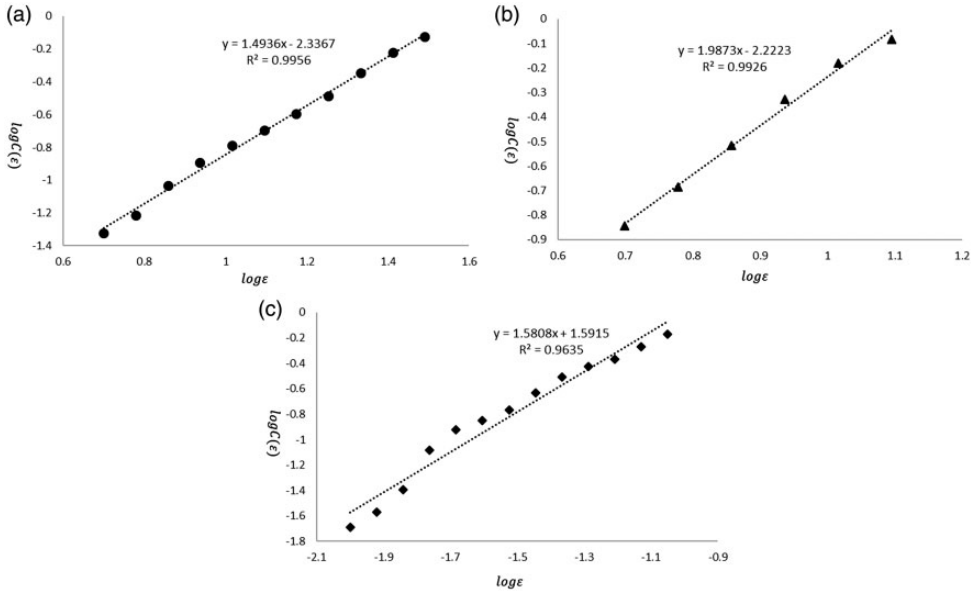 (a)
0
-0.2
-0.4
-0.6
-0.8
-1
-1.2
-1.4
y = 1.4936x - 2.3367
R² = 0.9956
logC(ε)
0.6 0.8 1 1.2 1.4 1.6
logε
(b)
0
-0.1
-0.2
-0.3
-0.4
-0.5
-0.6
-0.7
-0.8
-0.9
y = 1.9873x - 2.2223
R² = 0.9926
logC(ε)
0.6 0.7 0.8 0.9 1 1.1 1.2
logε
(c)
0
-0.2
-0.4
-0.6
-0.8
-1
-1.2
-1.4
-1.6
-1.8
y = 1.5808x + 1.5915
R² = 0.9635
logC(ε)
-2.1 -1.9 -1.7 -1.5 -1.3 -1.1 -0.9
logε